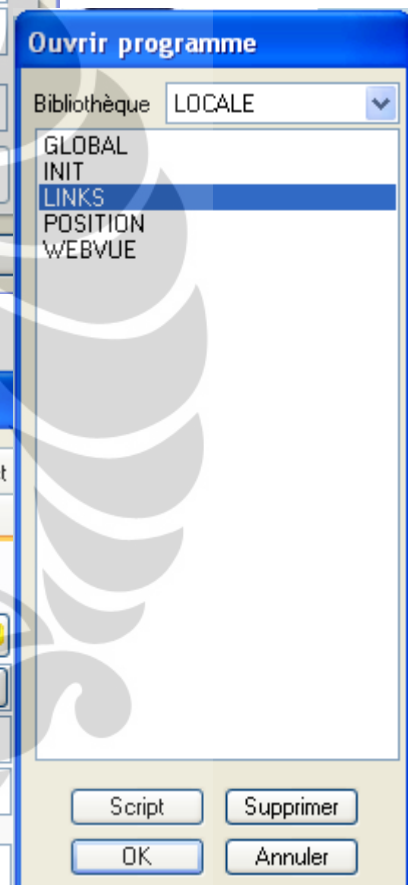 Ouvrir programme
Bibliothèque LOCALE
GLOBAL
INIT
LINKS
POSITION
WEBVUE
Script Supprimer
OK Annuler